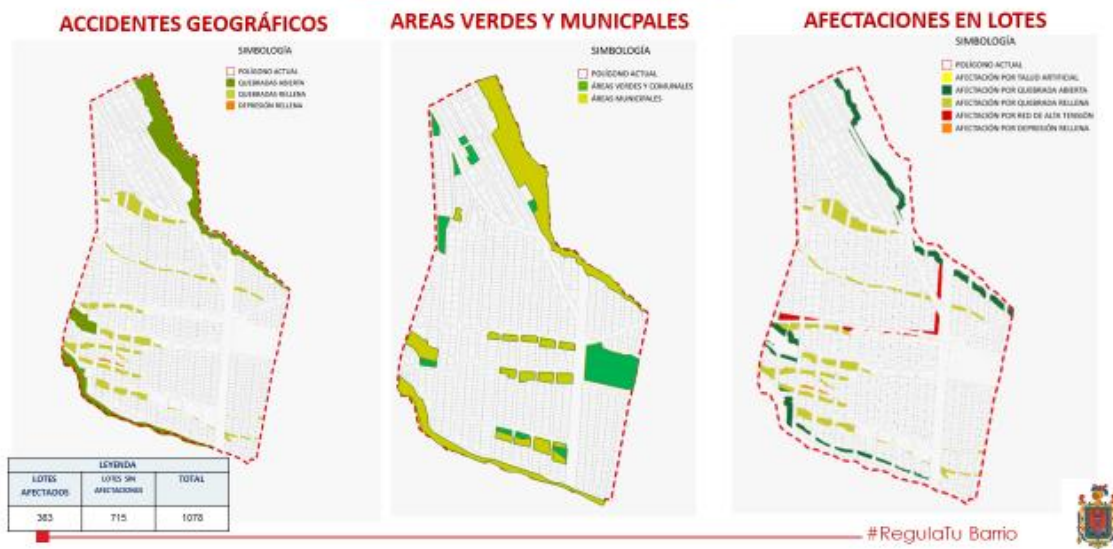 ACCIDENTES GEOGRÁFICOS
SIMBOLOGÍA
POLÍGONO ACTUAL
QUEBRADAS ABIERTA
QUEBRADAS RELLENA
DEPRESIÓN RELLENA
AREAS VERDES Y MUNICPALES
SIMBOLOGÍA
POLÍGONO ACTUAL
ÁREAS VERDES Y COMUNALES
ÁREAS MUNICIPALES
AFECTACIONES EN LOTES
SIMBOLOGÍA
POLÍGONO ACTUAL
AFECTACIÓN POR TALUD ARTIFICIAL
AFECTACIÓN POR QUEBRADA ABIERTA
AFECTACIÓN POR QUEBRADA RELLENA
AFECTACIÓN POR RED DE ALTA TENSIÓN
AFECTACIÓN POR DEPRESIÓN RELLENA
LEYENDA
LOTES AFECTADOS
LOTES SIN AFECTACIONES
TOTAL
383 715 1078
#RegulaTu Barrio